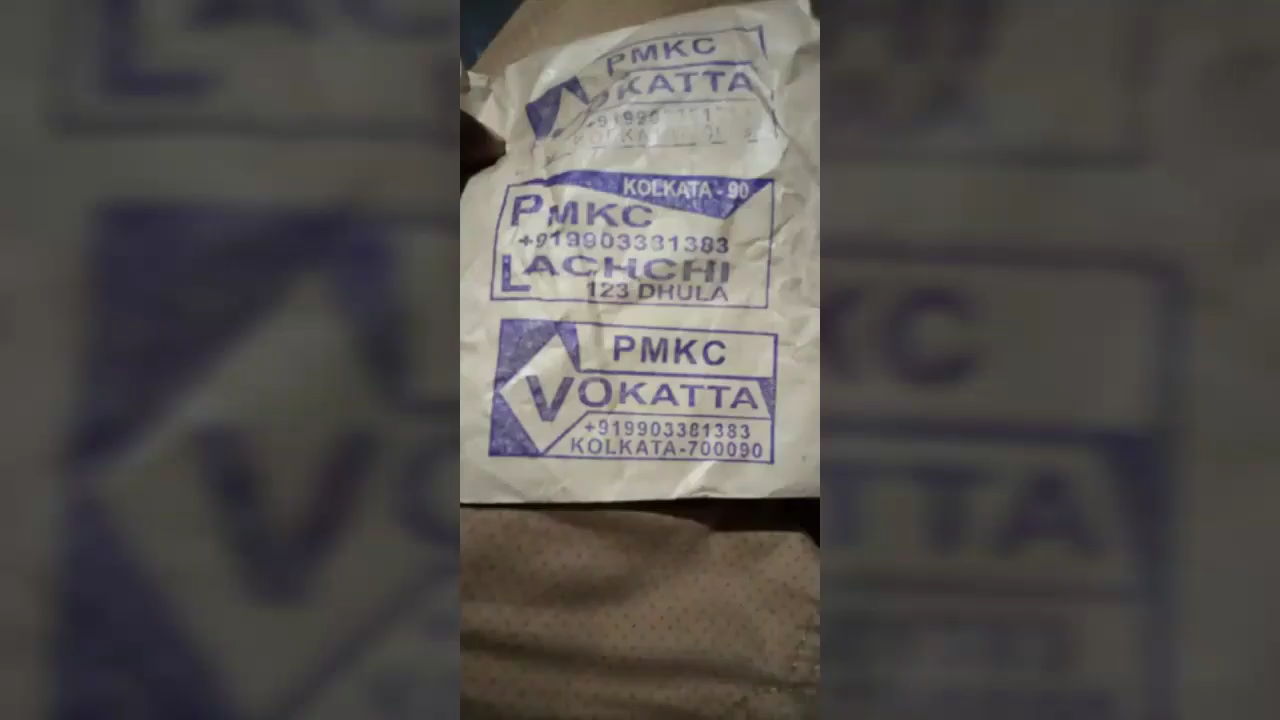 PMKC
VOKATTA
KOLKATA - 90
PMKC
+919903381383
LACHCHI
123 DHULA
PMKC
VOKATTA
+919903381383
KOLKATA-700090